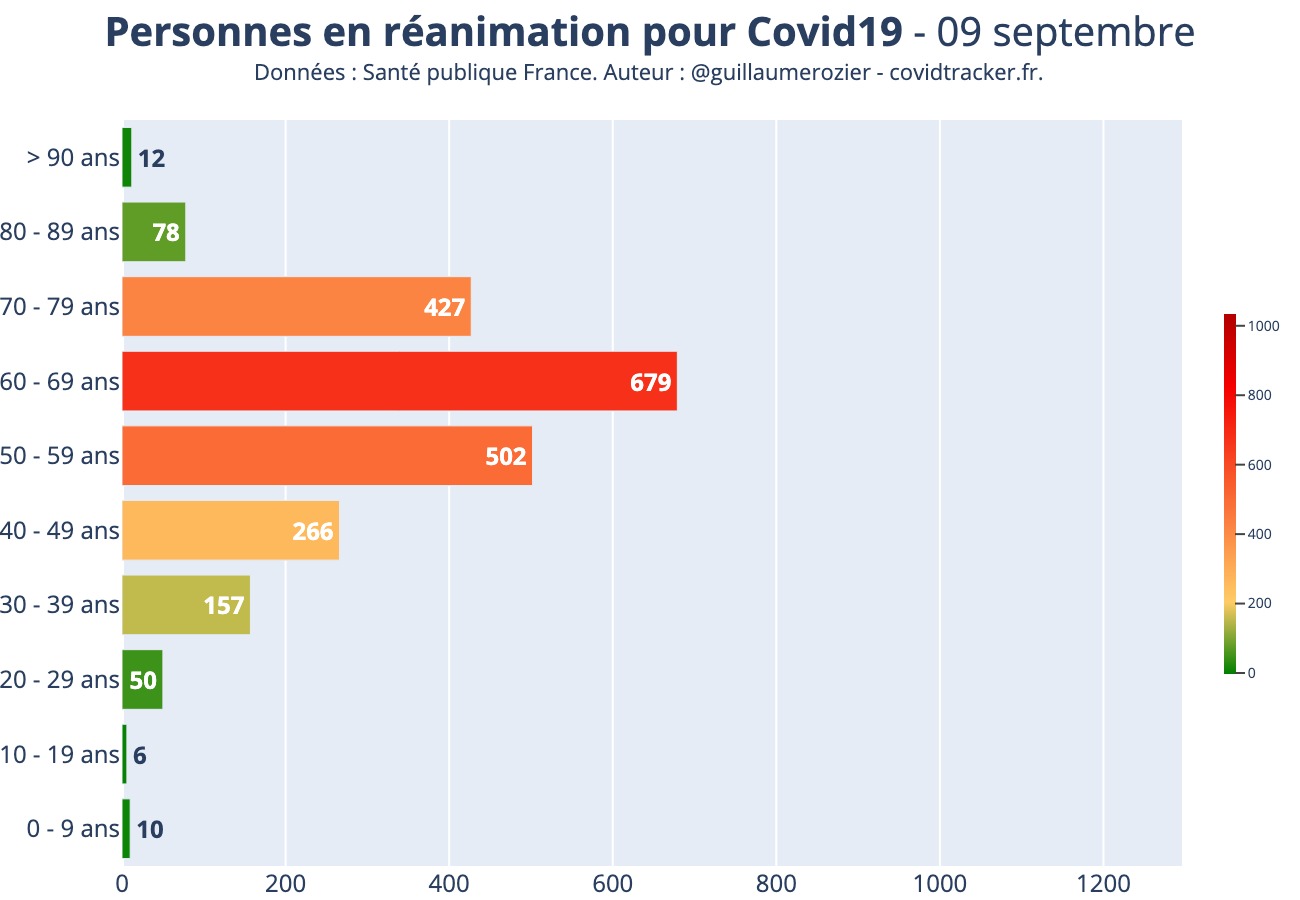 Personnes en réanimation pour Covid19 - 09 septembre
Données : Santé publique France. Auteur : @guillaumerozier - covidtracker.fr.
> 90 ans 12
80 - 89 ans 78
70 - 79 ans 427
60 - 69 ans 679
50 - 59 ans 502
40 - 49 ans 266
30 - 39 ans 157
20 - 29 ans 50
10 - 19 ans 6
0 - 9 ans 10
0 200 400 600 800 1000 1200
1000
800
600
400
200
0